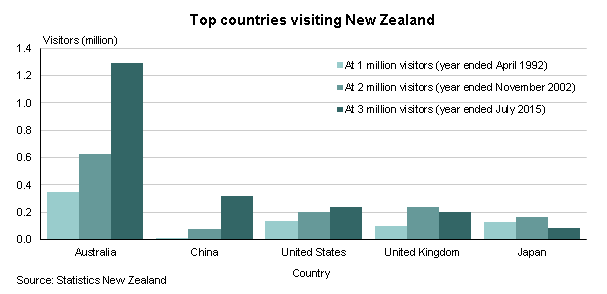 Top countries visiting New Zealand
Visitors (million)
1.4
1.2
1.0
0.8
0.6
0.4
0.2
0.0
At 1 million visitors (year ended April 1992)
At 2 million visitors (year ended November 2002)
At 3 million visitors (year ended July 2015)
Australia China United States United Kingdom Japan
Country
Source: Statistics New Zealand